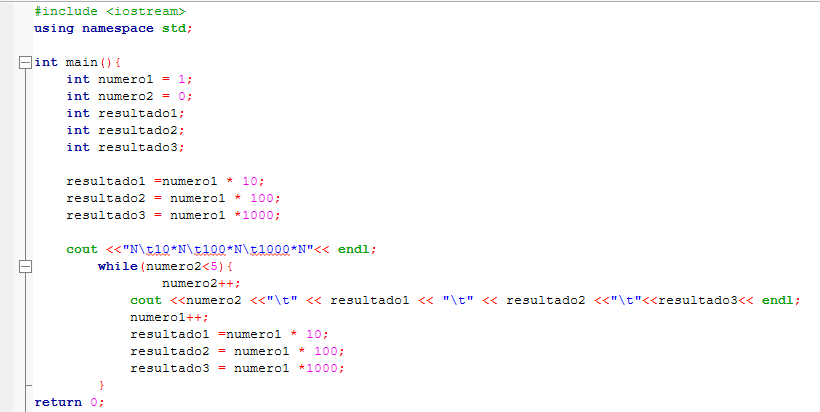 #include <iostream>
using namespace std;
int main(){
int numero1 = 1;
int numero2 = 0;
int resultado1;
int resultado2;
int resultado3;
resultado1 =numero1 * 10;
resultado2 = numero1 * 100;
resultado3 = numero1 *1000;
cout <<"N\t10*N\t100*N\t1000*N"<< endl;
while(numero2<5){
numero2++;
cout <<numero2 <<"\t" << resultado1 << "\t" << resultado2 <<"\t"<<resultado3<< endl;
numero1++;
resultado1 =numero1 * 10;
resultado2 = numero1 * 100;
resultado3 = numero1 *1000;
}
return 0;